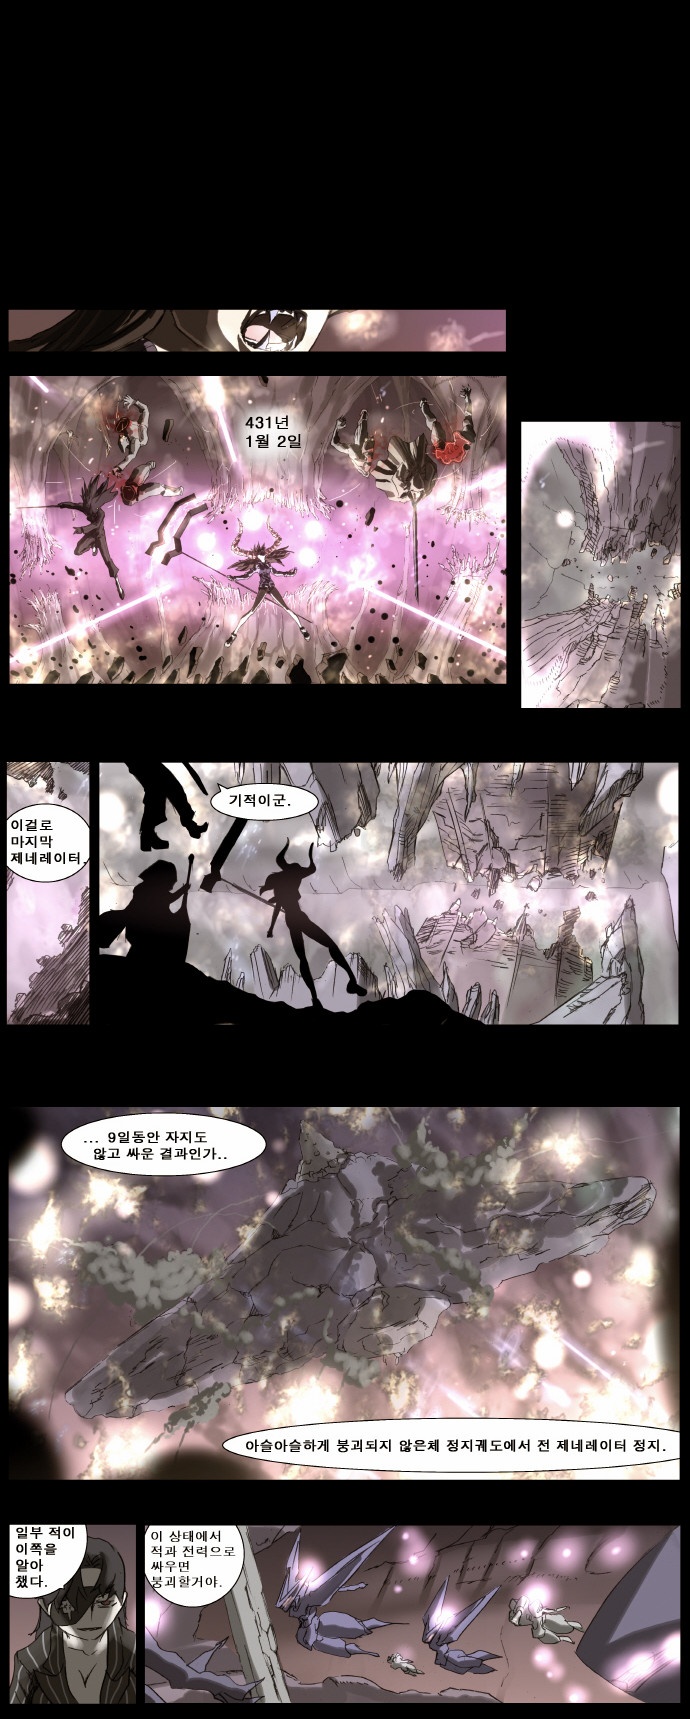 431년
1월 2일
이걸로
마지막
제네레이터.
기적이군.
... 9일동안 자지도
않고 싸운 결과인가..
아슬아슬하게 붕괴되지 않은체 정지궤도에서 전 제네레이터 정지.
일부 적이
이쪽을
알아
챘다.
이 상태에서
적과 전력으로
싸우면
붕괴할거야.